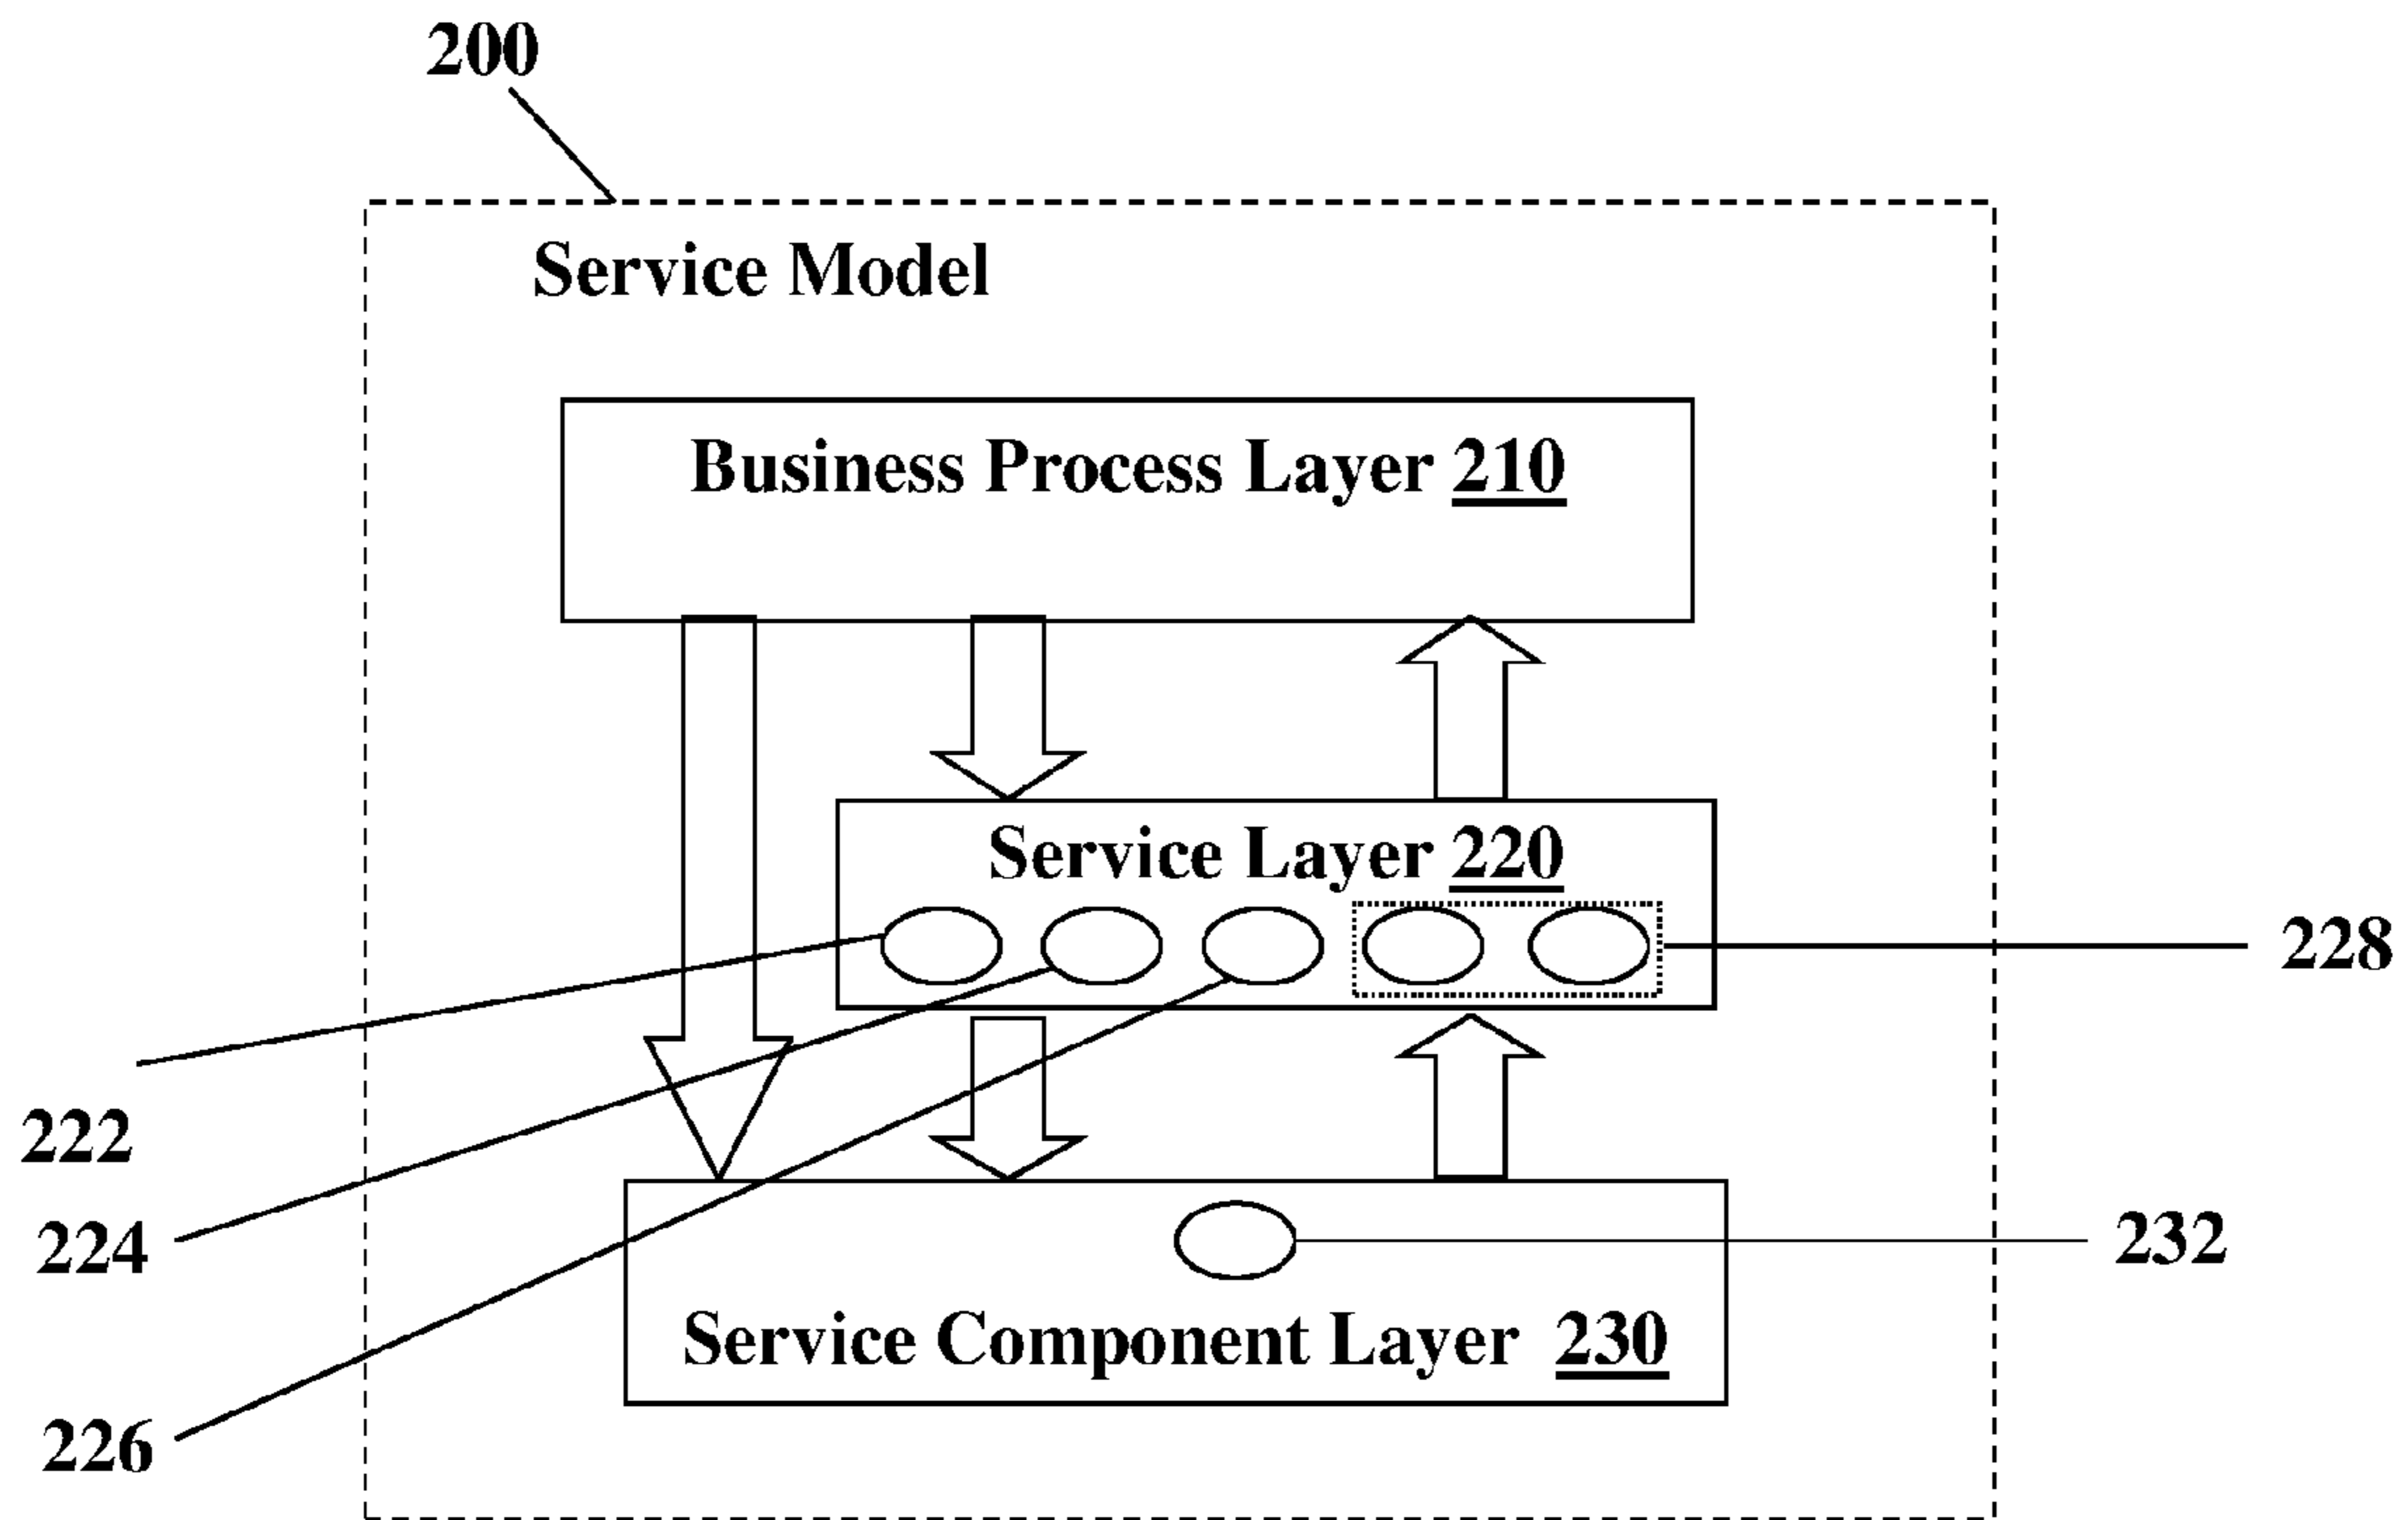 200
Service Model
Business Process Layer 210
Service Layer 220
228
222
224
232
Service Component Layer 230
226